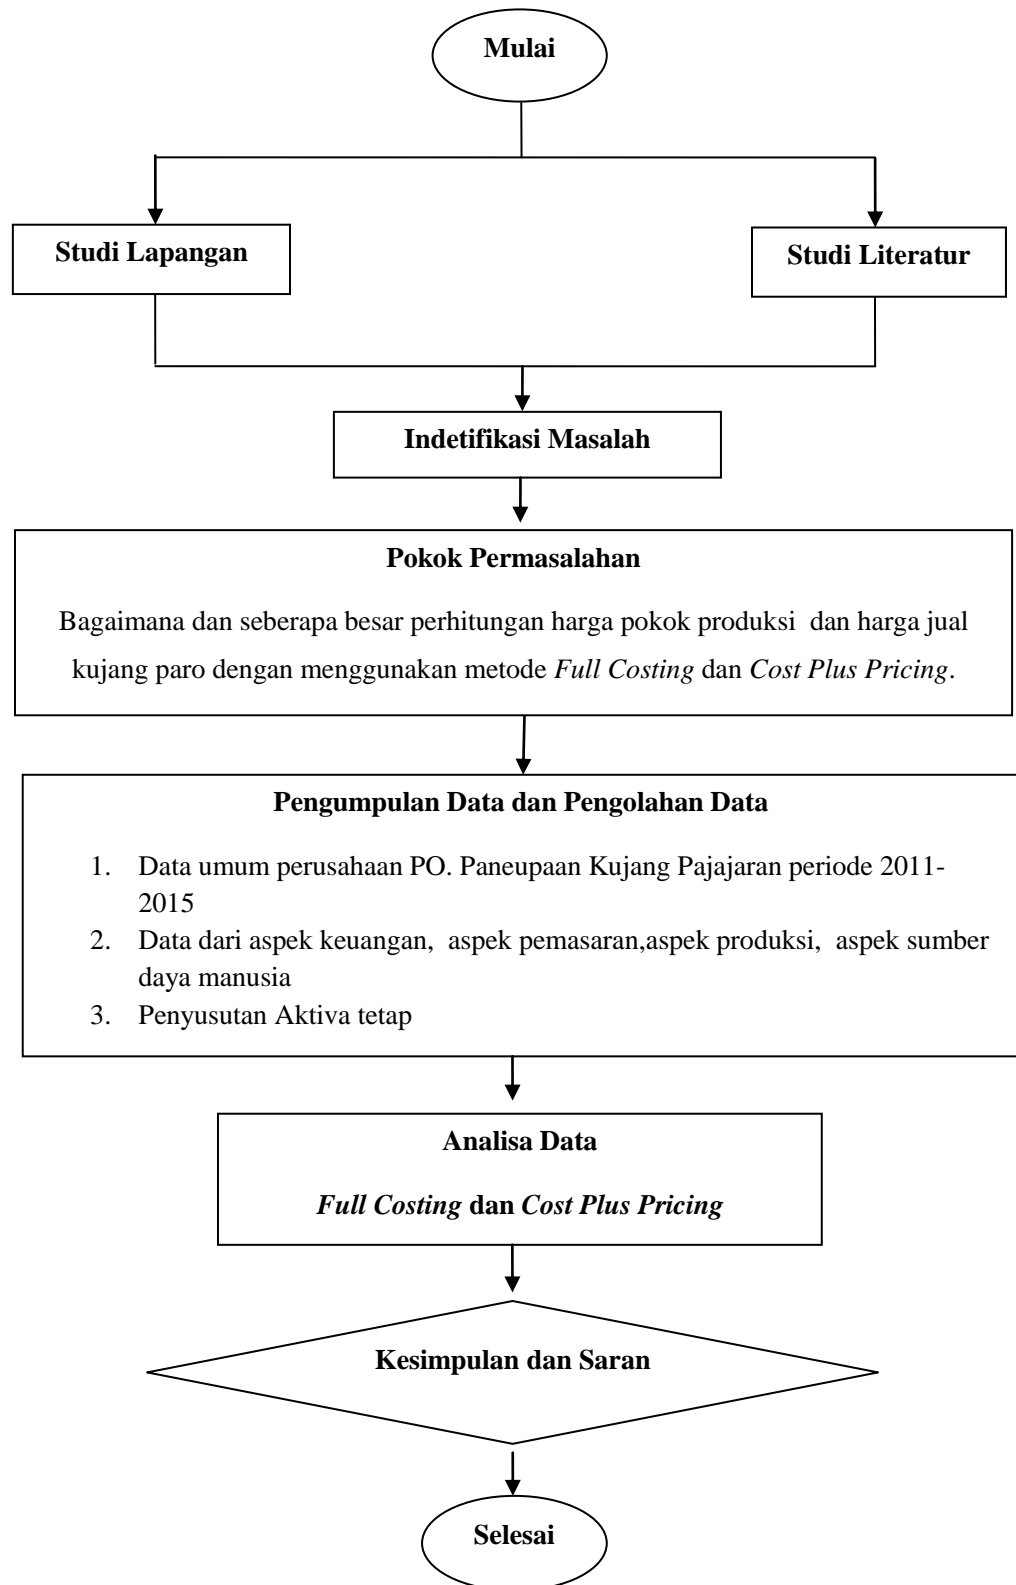 Mulai
Studi Lapangan
Studi Literatur
Indetifikasi Masalah
Pokok Permasalahan
Bagaimana dan seberapa besar perhitungan harga pokok produksi dan harga jual
kujang paro dengan menggunakan metode Full Costing dan Cost Plus Pricing.
Pengumpulan Data dan Pengolahan Data
1. Data umum perusahaan PO. Paneupaan Kujang Pajajaran periode 2011-
2015
2. Data dari aspek keuangan, aspek pemasaran,aspek produksi, aspek sumber
daya manusia
3. Penyusutan Aktiva tetap
Analisa Data
Full Costing dan Cost Plus Pricing
Kesimpulan dan Saran
Selesai